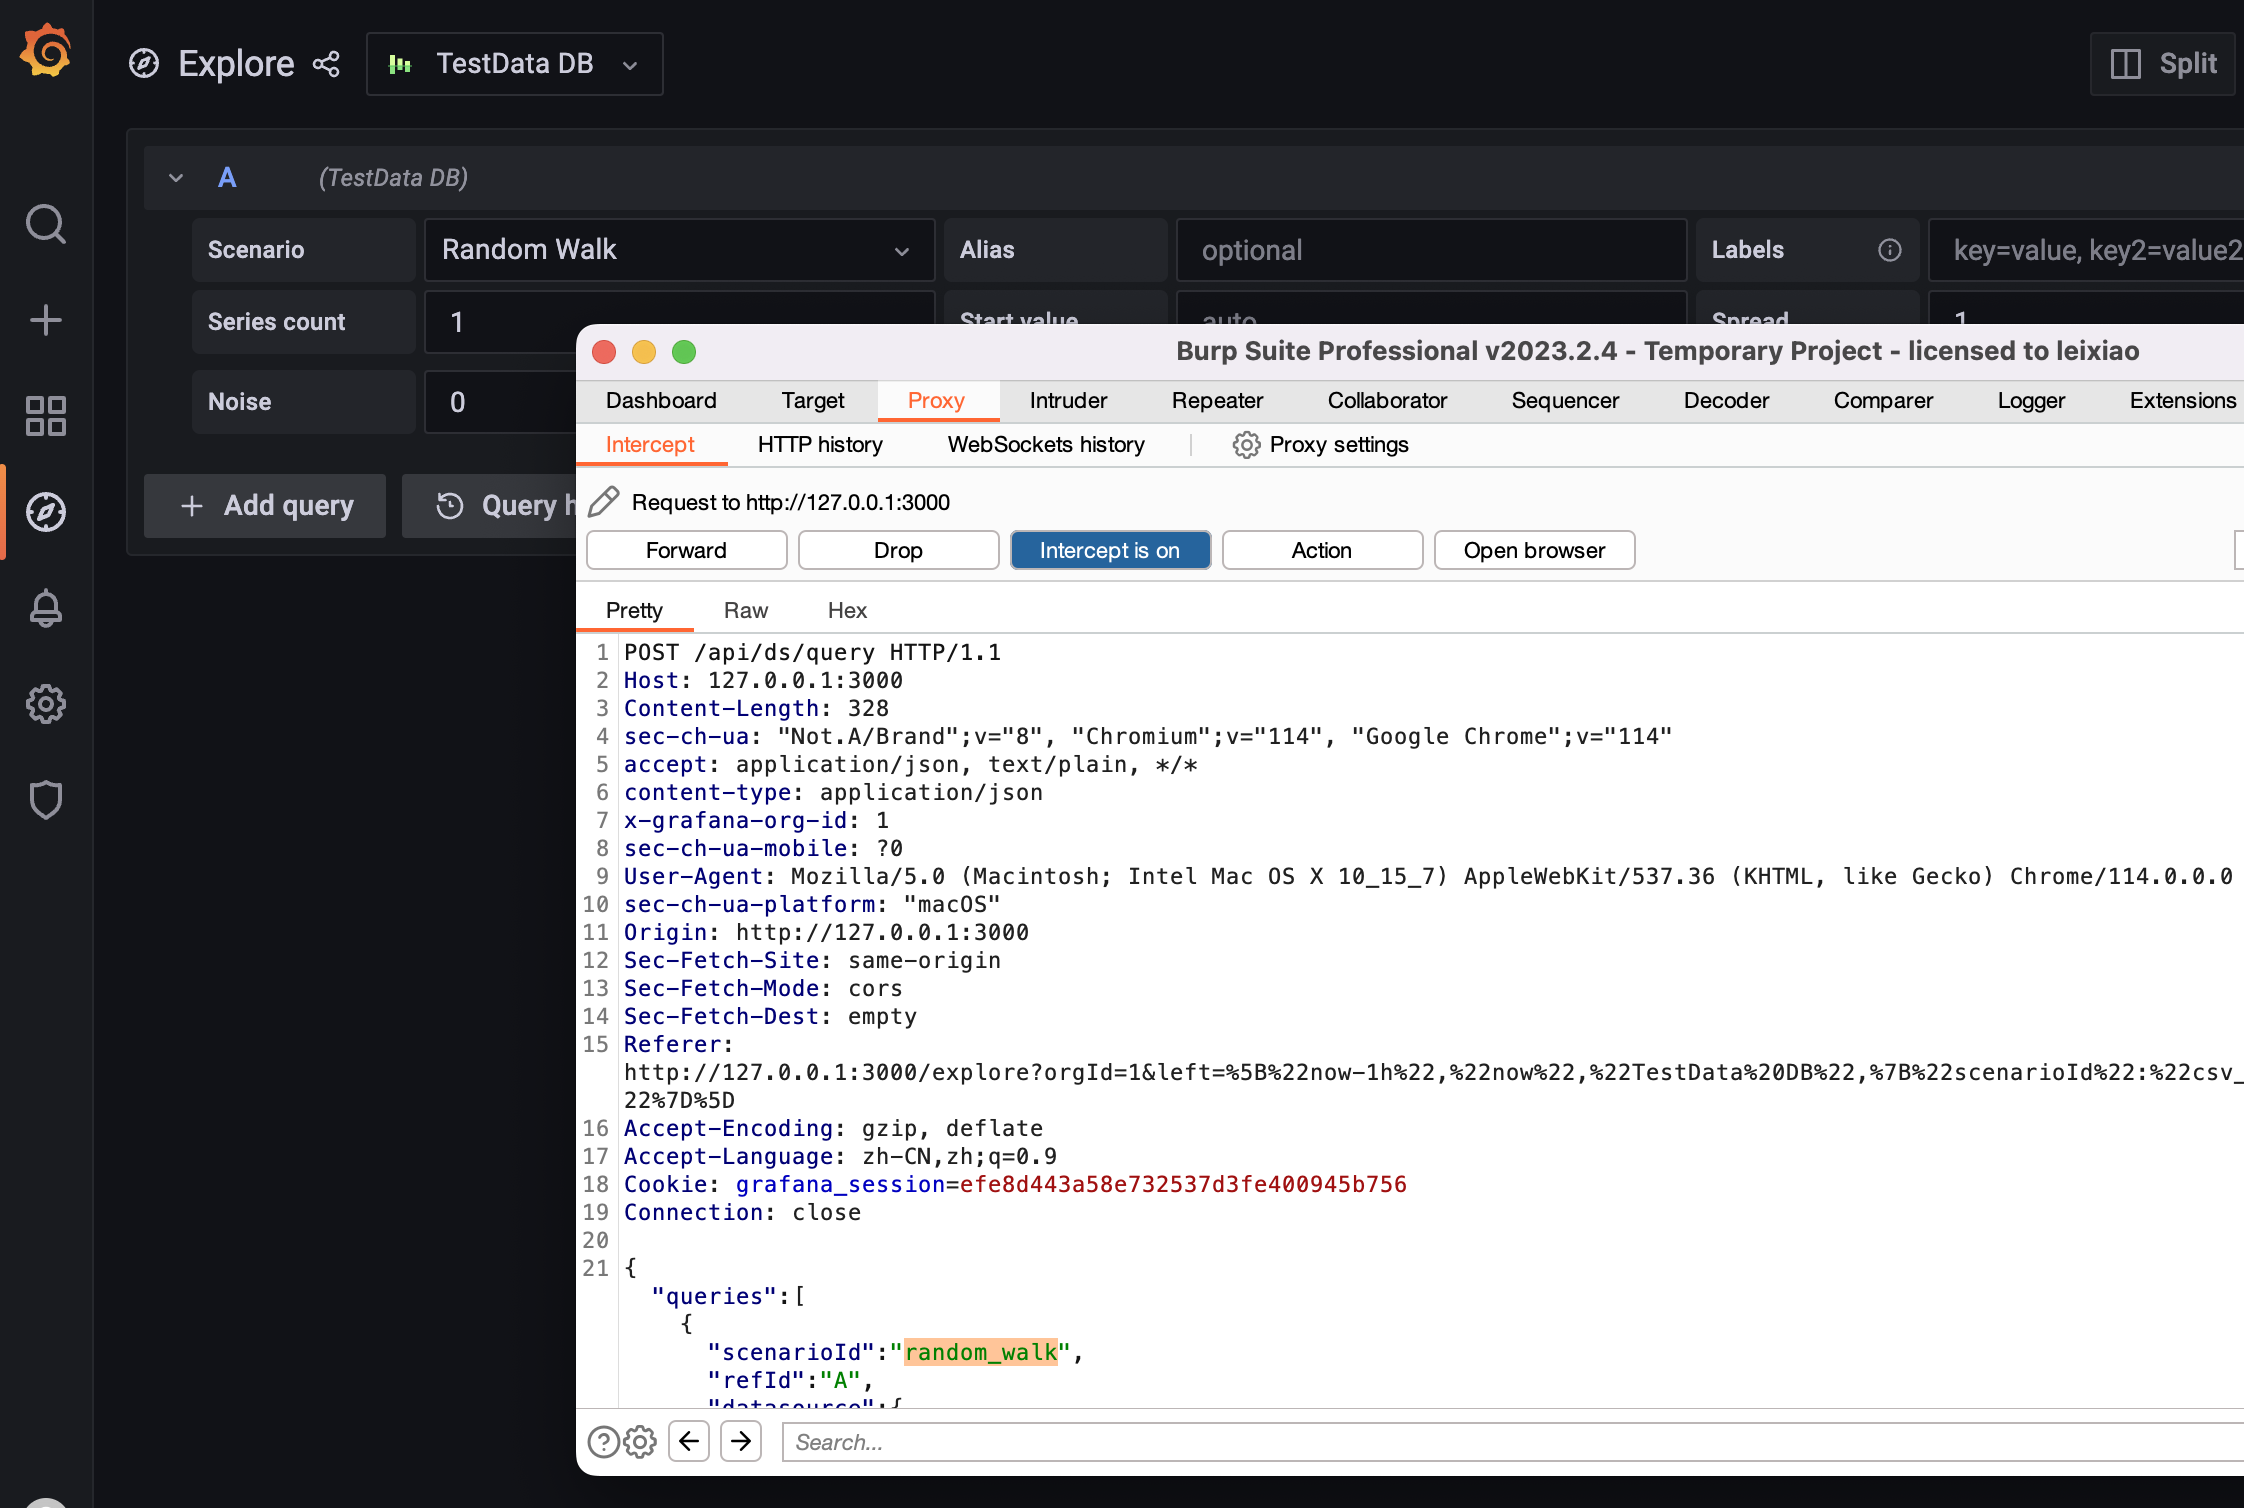 Explore
TestData DB
Split
A
(TestData DB)
Scenario
Random Walk
Alias
optional
Labels
key=value, key2=value2
Series count
1
Start value
auto
Spread
1
Noise
0
Add query
Query h
Burp Suite Professional v2023.2.4 - Temporary Project - licensed to leixiao
Dashboard Target Proxy Intruder Repeater Collaborator Sequencer Decoder Comparer Logger Extensions
Intercept HTTP history WebSockets history Proxy settings
Request to http://127.0.0.1:3000
Forward Drop Intercept is on Action Open browser
Pretty Raw Hex
1 POST /api/ds/query HTTP/1.1
2 Host: 127.0.0.1:3000
3 Content-Length: 328
4 sec-ch-ua: "Not.A/Brand";v="8", "Chromium";v="114", "Google Chrome";v="114"
5 accept: application/json, text/plain, */*
6 content-type: application/json
7 x-grafana-org-id: 1
8 sec-ch-ua-mobile: ?0
9 User-Agent: Mozilla/5.0 (Macintosh; Intel Mac OS X 10_15_7) AppleWebKit/537.36 (KHTML, like Gecko) Chrome/114.0.0.0
10 sec-ch-ua-platform: "macOS"
11 Origin: http://127.0.0.1:3000
12 Sec-Fetch-Site: same-origin
13 Sec-Fetch-Mode: cors
14 Sec-Fetch-Dest: empty
15 Referer:
http://127.0.0.1:3000/explore?orgId=1&left=%5B%22now-1h%22,%22now%22,%22TestData%20DB%22,%7B%22scenarioId%22:%22csv_
22%7D%5D
16 Accept-Encoding: gzip, deflate
17 Accept-Language: zh-CN,zh;q=0.9
18 Cookie: grafana_session=efe8d443a58e732537d3fe400945b756
19 Connection: close
20
21 {
"queries":[
{
"scenarioId":"random_walk",
"refId":"A",
"datasource":{
Search...